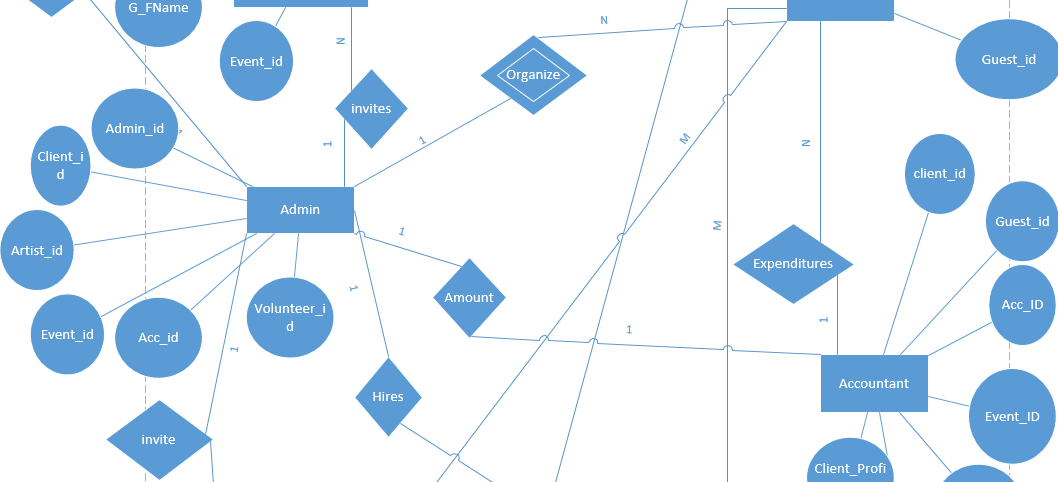 G_FName
N
Event_id
N
Organize
Guest_id
invites
Admin_id
1
1
M
N
Client_i
d
client_id
Admin
Guest_id
M
1
Artist_id
Expenditures
1
Amount
Acc_ID
Volunteer_i
d
1
1
Event_id
Acc_id
1
Accountant
Hires
Event_ID
invite
Client_Profi